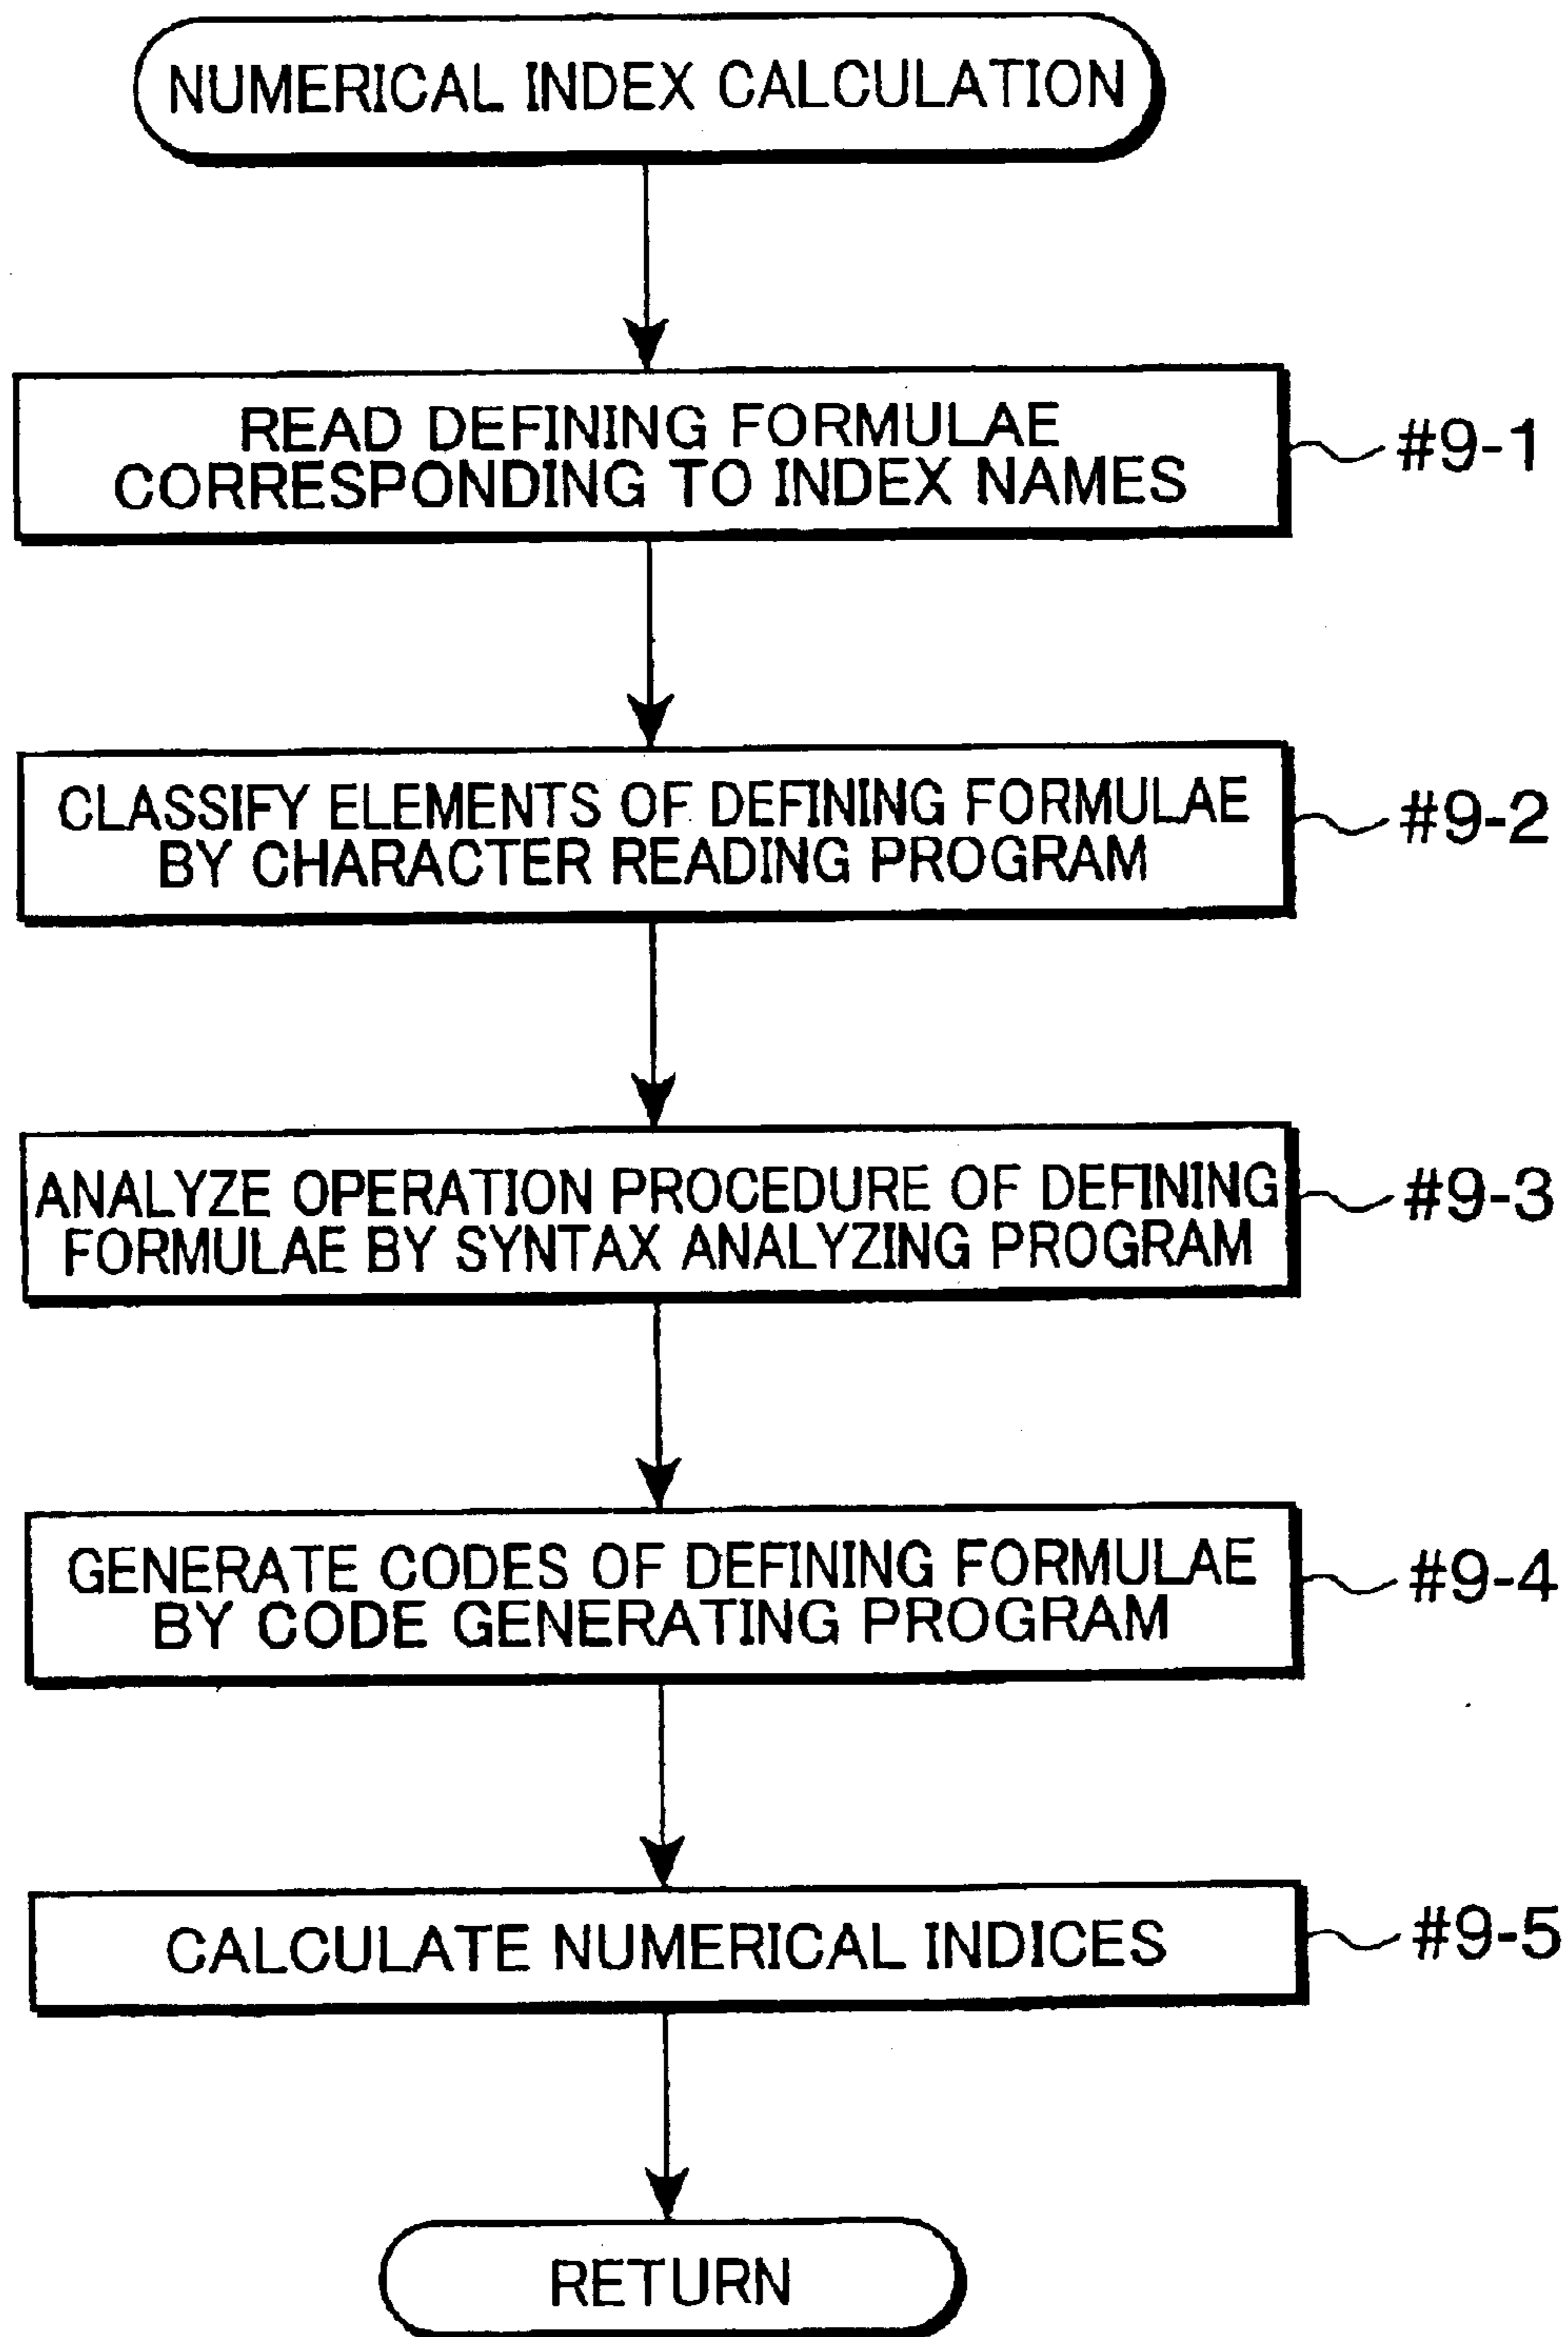 NUMERICAL INDEX CALCULATION
READ DEFINING FORMULAE
CORRESPONDING TO INDEX NAMES
#9-1
CLASSIFY ELEMENTS OF DEFINING FORMULAE
BY CHARACTER READING PROGRAM
#9-2
ANALYZE OPERATION PROCEDURE OF DEFINING
FORMULAE BY SYNTAX ANALYZING PROGRAM
#9-3
GENERATE CODES OF DEFINING FORMULAE
BY CODE GENERATING PROGRAM
#9-4
CALCULATE NUMERICAL INDICES
#9-5
RETURN